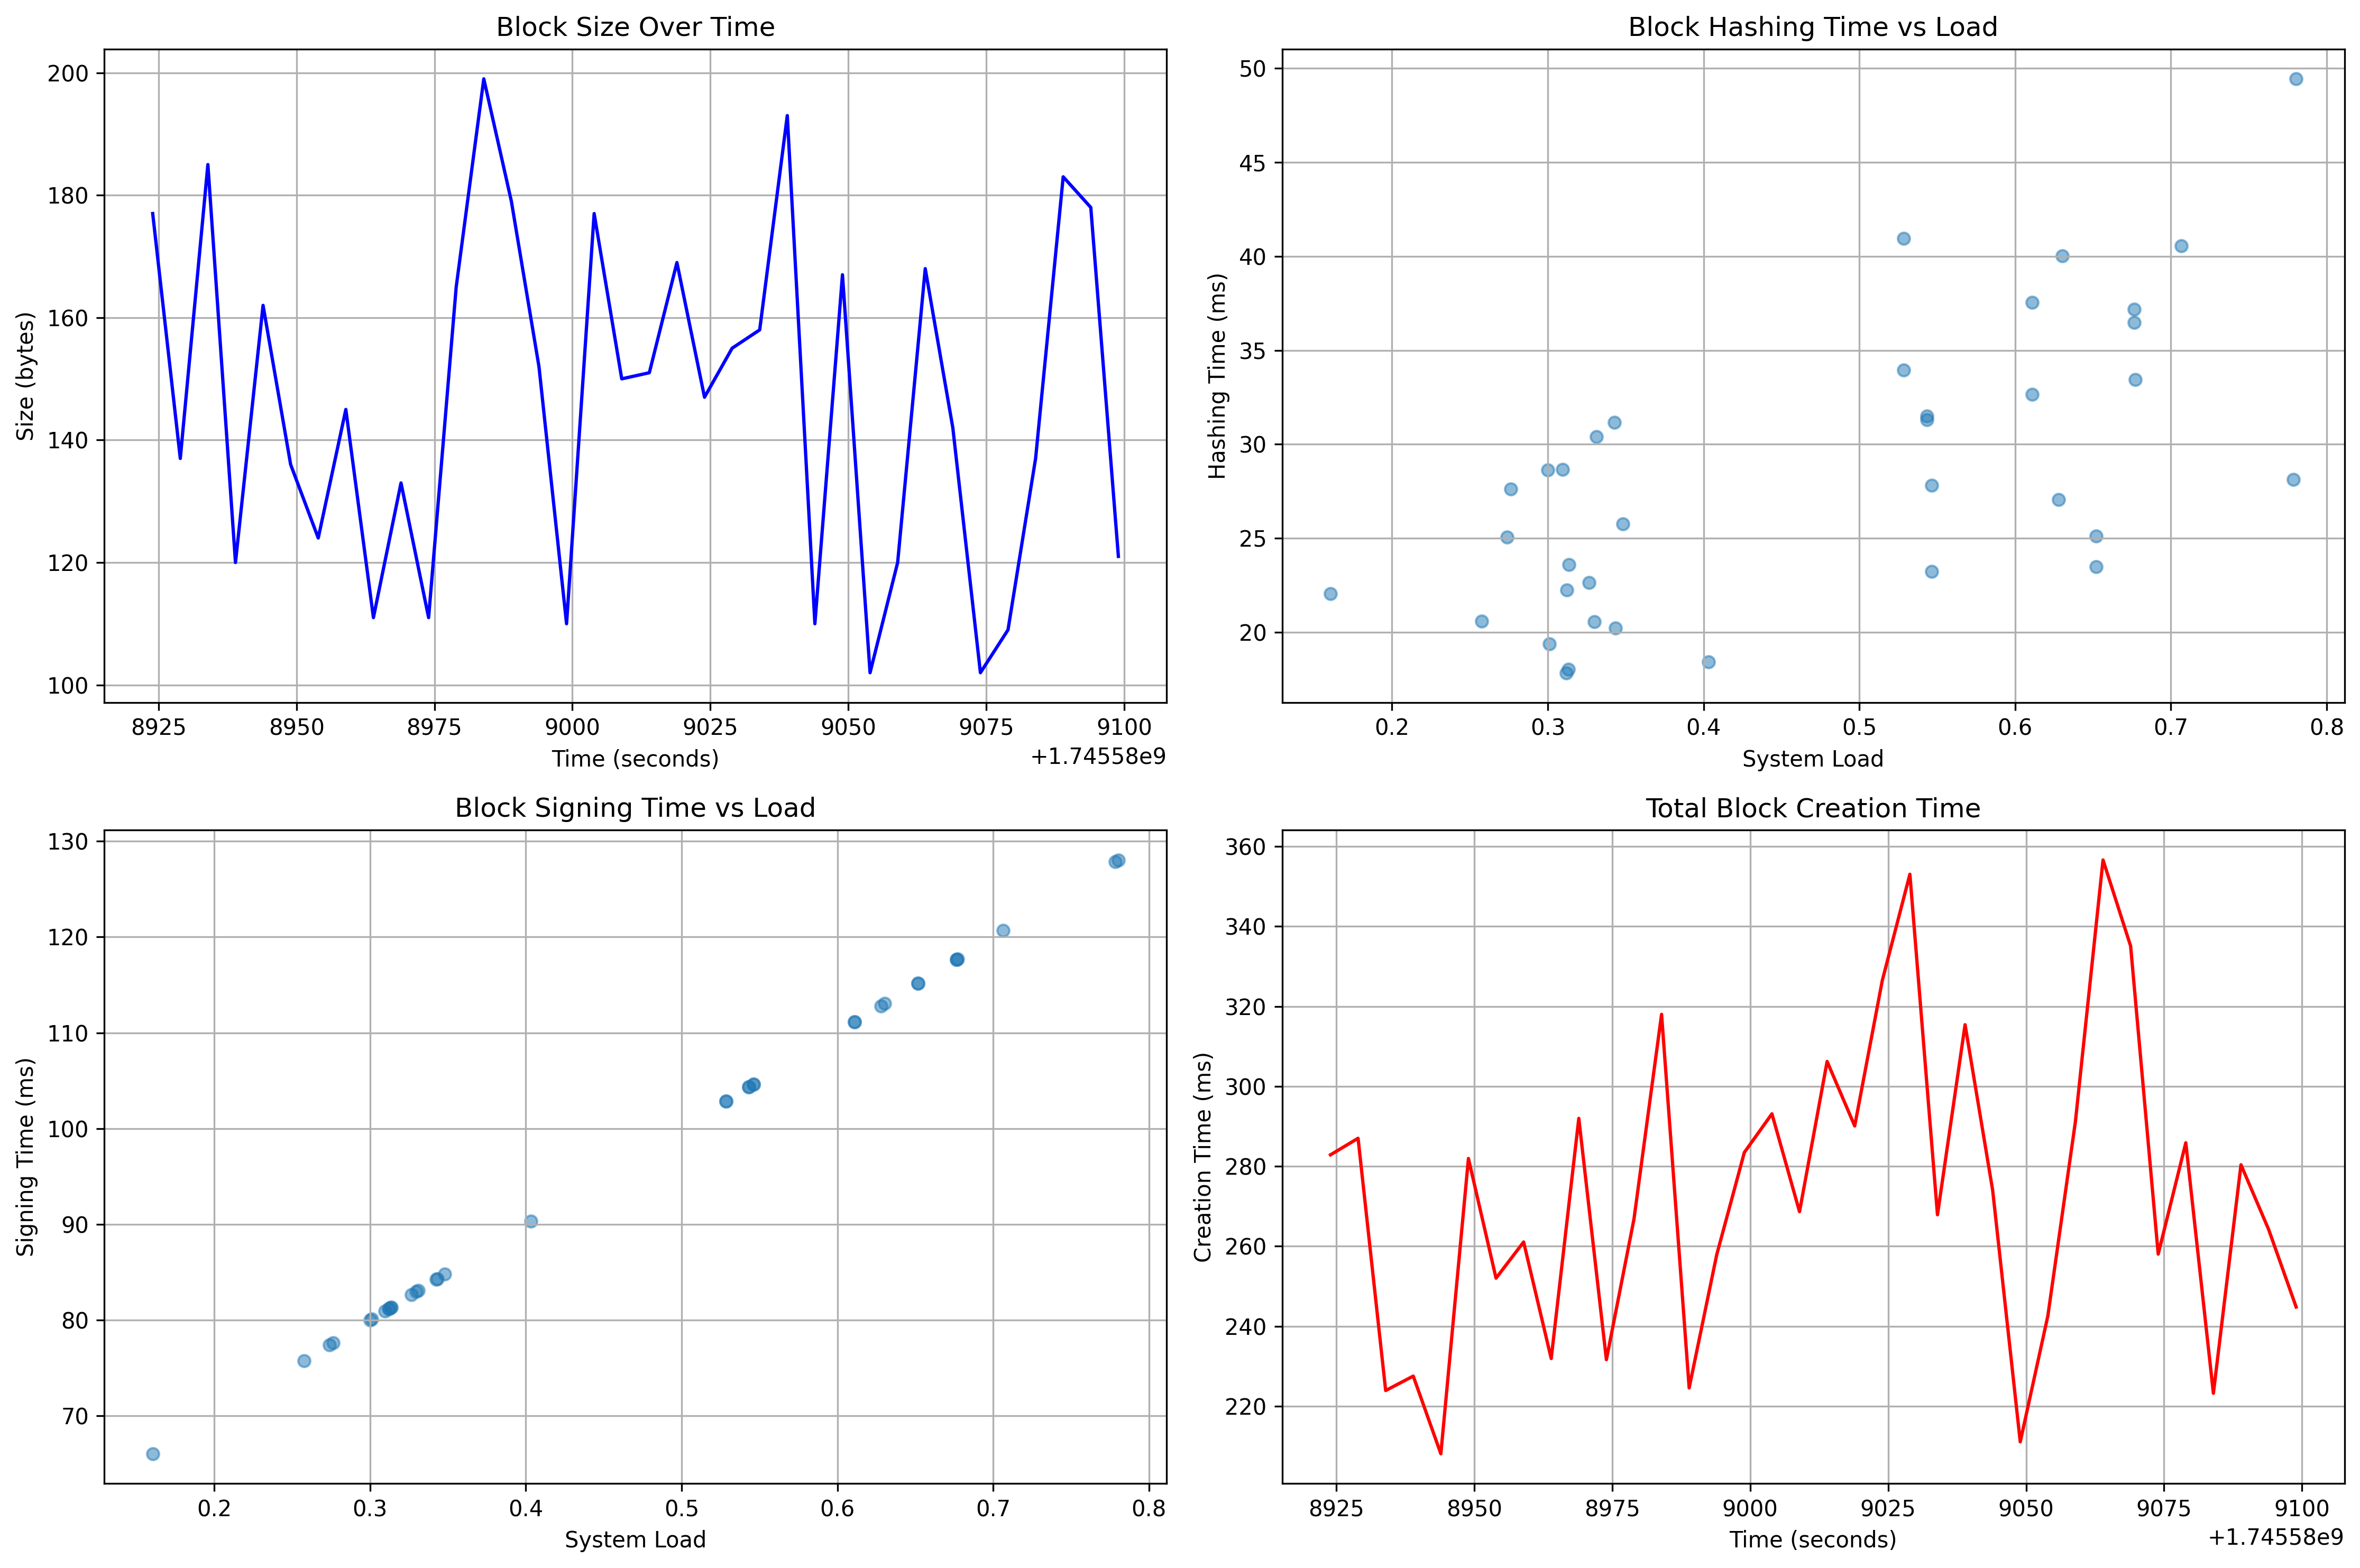 Block Size Over Time
Size (bytes)
200
180
160
140
120
100
8925 8950 8975 9000 9025 9050 9075 9100
Time (seconds)
+1.74558e9
Block Hashing Time vs Load
Hashing Time (ms)
50
45
40
35
30
25
20
0.2 0.3 0.4 0.5 0.6 0.7 0.8
System Load
Block Signing Time vs Load
Signing Time (ms)
130
120
110
100
90
80
70
0.2 0.3 0.4 0.5 0.6 0.7 0.8
System Load
Total Block Creation Time
Creation Time (ms)
360
340
320
300
280
260
240
220
8925 8950 8975 9000 9025 9050 9075 9100
Time (seconds)
+1.74558e9